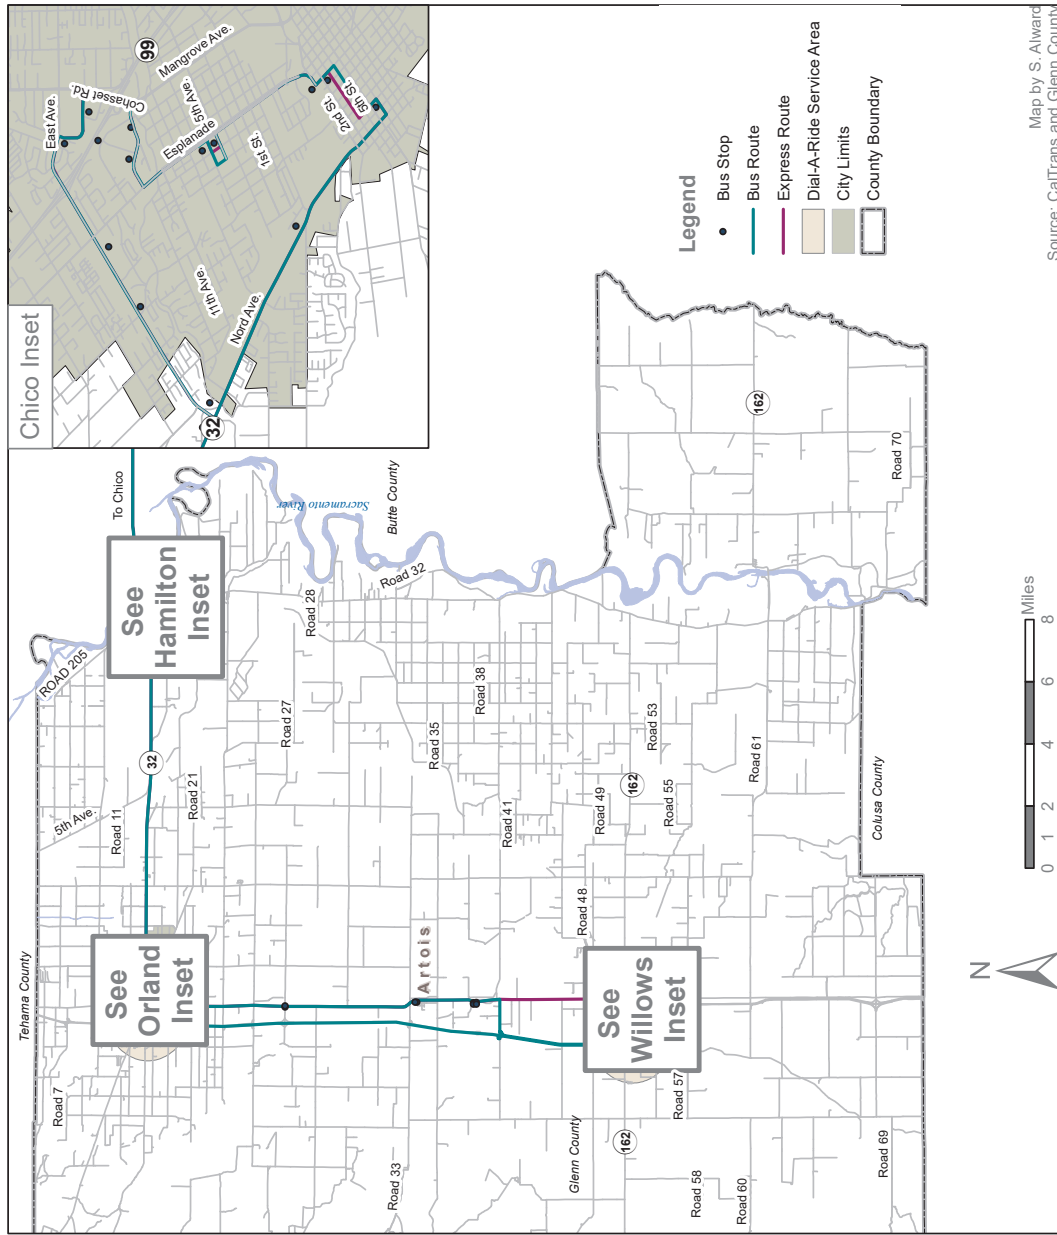 Chico Inset
East Ave.
Cohasset Rd.
99
Mangrove Ave.
5th Ave.
Esplanade
1st St.
2nd St.
5th St.
11th Ave.
Nord Ave.
32
To Chico
See
Hamilton
Inset
Sacramento River
Butte County
Road 32
Road 28
ROAD 205
32
5th Ave.
Road 11
Road 21
Road 27
Road 35
Road 38
Road 41
Road 49
Road 53
162
Road 55
Road 61
Road 48
162
Road 70
Colusa County
Tehama County
See
Orland
Inset
Artois
See
Willows
Inset
Road 7
Road 33
Glenn County
162
Road 57
Road 58
Road 60
Road 69
Legend
Bus Stop
Bus Route
Express Route
Dial-A-Ride Service Area
City Limits
County Boundary
N
0 1 2 4 6 8
Miles
Map by S. Alward
Source: CalTrans and Glenn County